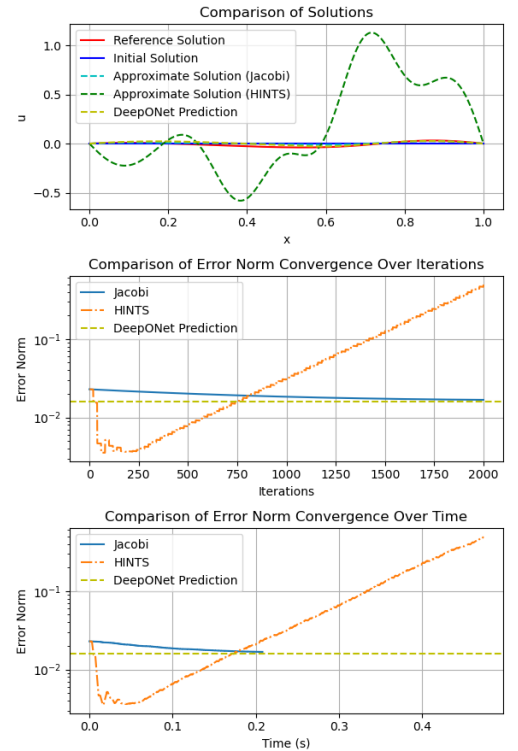 Comparison of Solutions
Reference Solution
Initial Solution
Approximate Solution (Jacobi)
Approximate Solution (HINTS)
DeepONet Prediction
1.0
0.5
0.0
−0.5
u
0.0
0.2
0.4
0.6
0.8
1.0
x
Comparison of Error Norm Convergence Over Iterations
Jacobi
HINTS
DeepONet Prediction
10⁻¹
10⁻²
Error Norm
0
250
500
750
1000
1250
1500
1750
2000
Iterations
Comparison of Error Norm Convergence Over Time
Jacobi
HINTS
DeepONet Prediction
10⁻¹
10⁻²
Error Norm
0.0
0.1
0.2
0.3
0.4
Time (s)